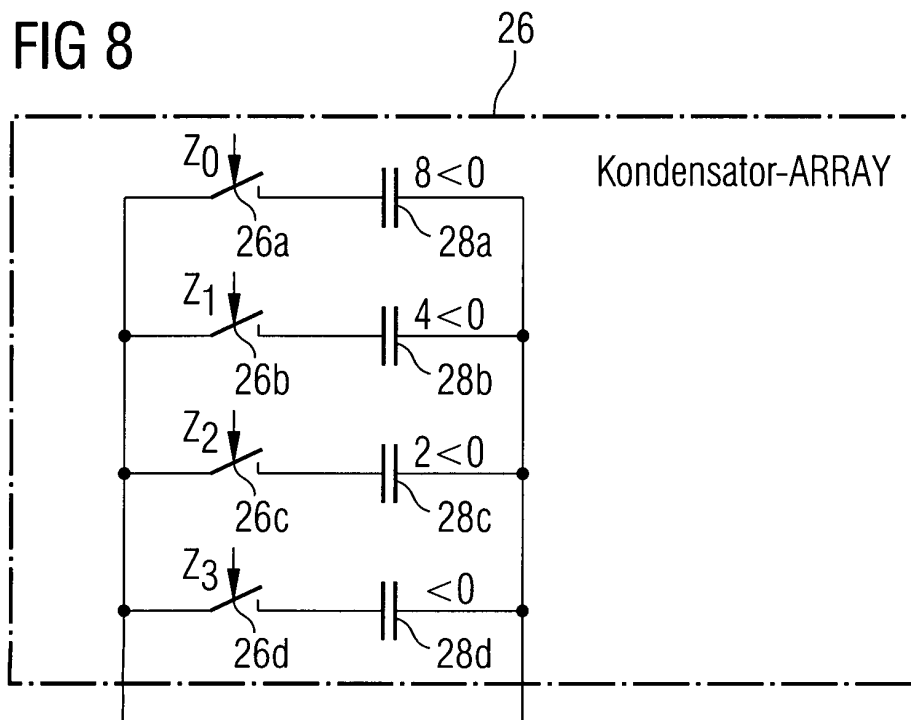 FIG 8
26
Kondensator-ARRAY
Z0
8<0
26a
28a
Z1
4<0
26b
28b
Z2
2<0
26c
28c
Z3
<0
26d
28d